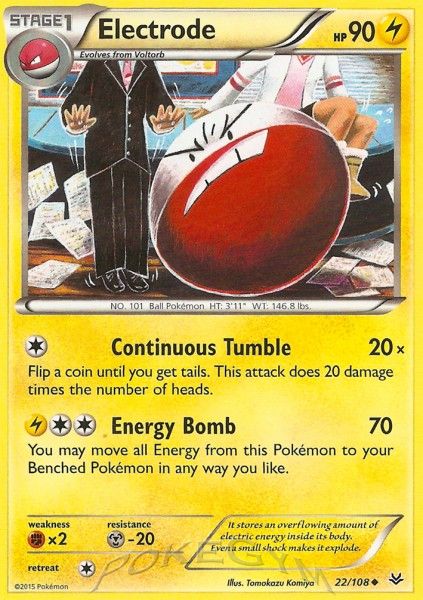 STAGE1
Electrode
HP 90
Evolves from Voltorb
NO. 101 Ball Pokémon HT: 3'11" WT: 146.8 lbs.
Continuous Tumble 20×
Flip a coin until you get tails. This attack does 20 damage
times the number of heads.
Energy Bomb 70
You may move all Energy from this Pokémon to your
Benched Pokémon in any way you like.
weakness resistance
×2 -20
It stores an overflowing amount of
electric energy inside its body.
Even a small shock makes it explode.
retreat
POKEGYM
©2015 Pokémon
Illus. Tomokazu Komiya
22/108